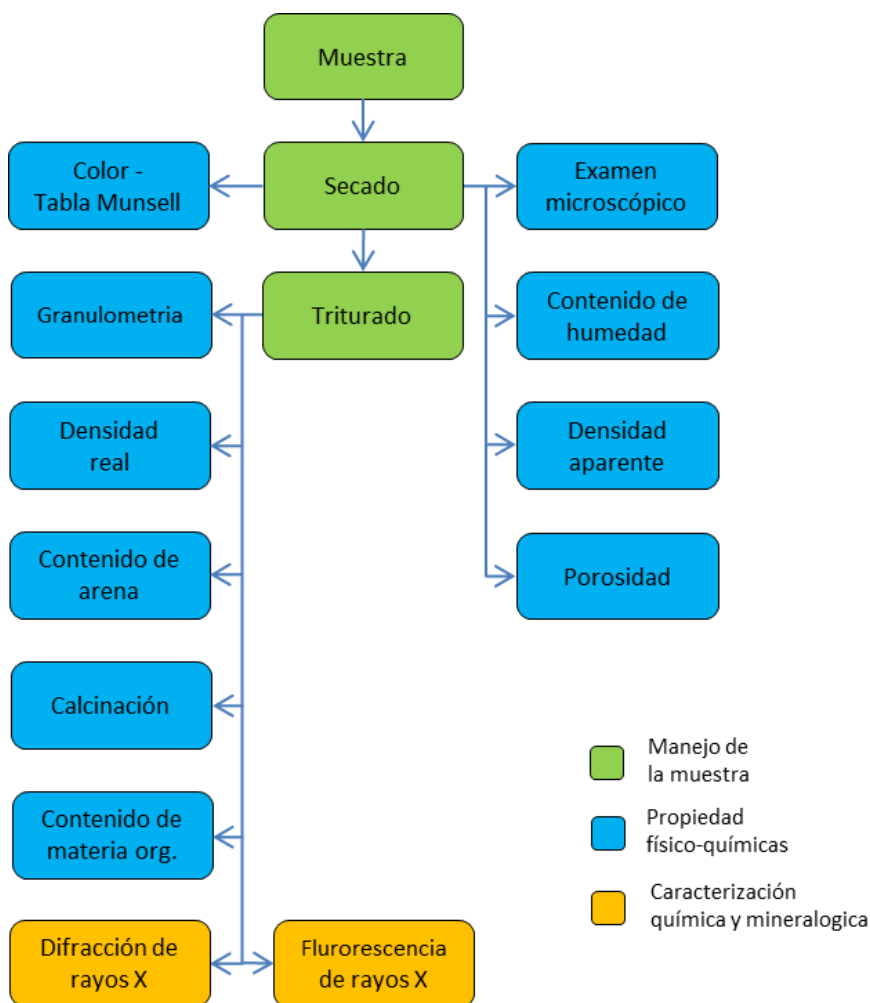 Muestra
Color -
Tabla Munsell
Secado
Examen
microscópico
Granulometria
Triturado
Contenido de
humedad
Densidad
real
Densidad
aparente
Contenido de
arena
Porosidad
Calcinación
Manejo de
la muestra
Contenido de
materia org.
Propiedad
físico-químicas
Caracterización
química y mineralogica
Difracción de
rayos X
Flurorescencia
de rayos X